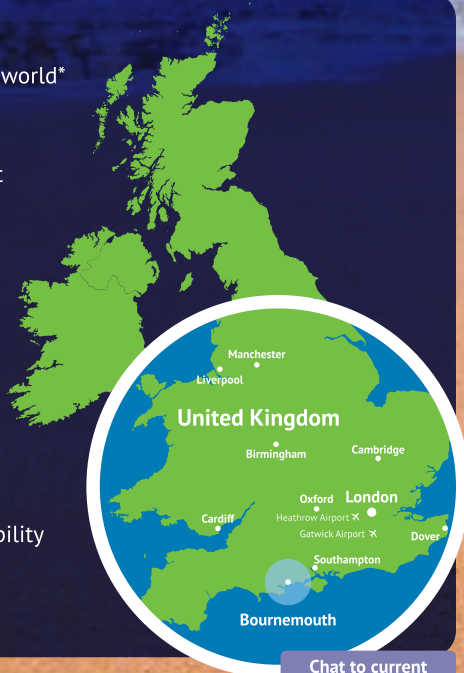 world*
Manchester
Liverpool
United Kingdom
Birmingham
Cambridge
Oxford
London
Heathrow Airport
Cardiff
Gatwick Airport
Dover
bility
Southampton
Bournemouth
Chat to current